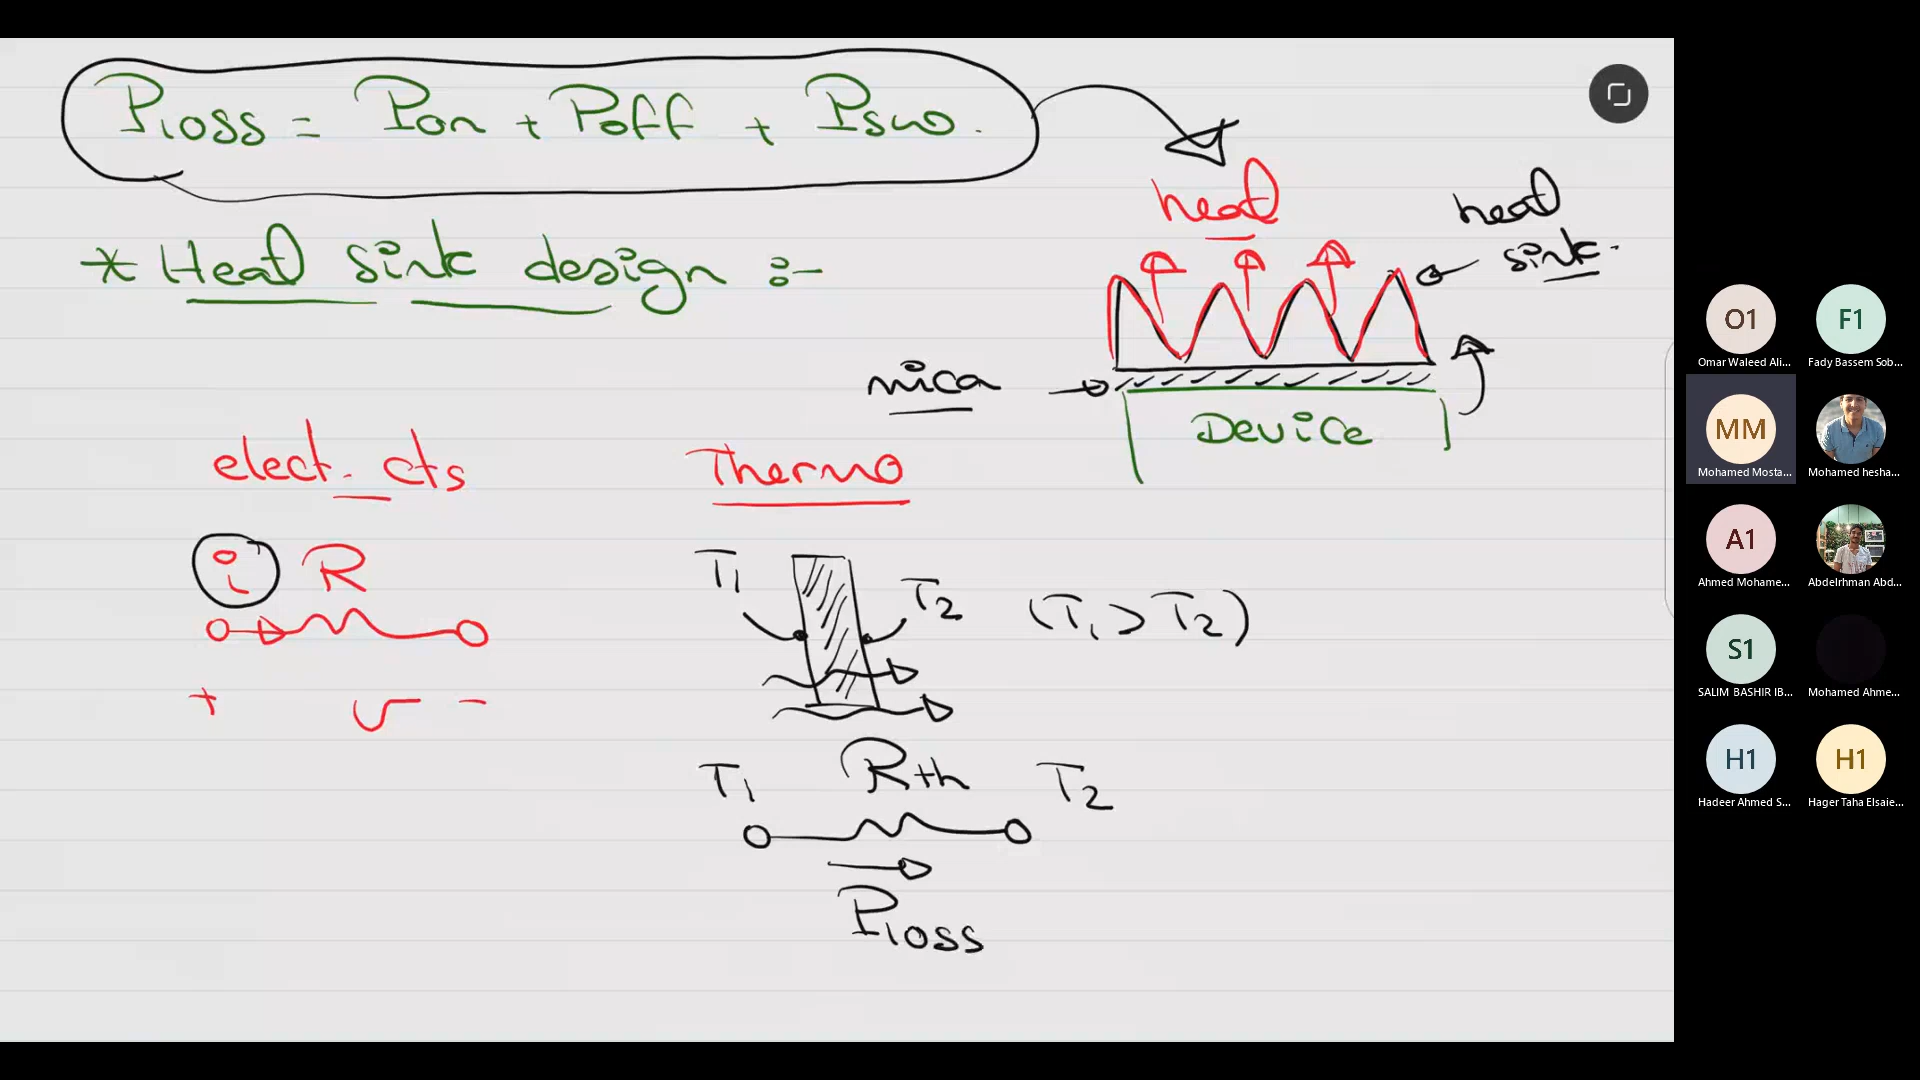 Ploss = Pon + Poff + Psw.
* Heat sink design :-
heat
heat
sink.
mica
Device
elect. cts
Thermo
i R
+ v -
T1
T2
(T1 > T2)
T1 Rth T2
Ploss
O1
Omar Waleed Ali...
F1
Fady Bassem Sob...
MM
Mohamed Mosta...
Mohamed hesha...
A1
Ahmed Mohame...
Abdelrhman Abd...
S1
SALIM BASHIR IB...
Mohamed Ahme...
H1
Hadeer Ahmed S...
H1
Hager Taha Elsaie...